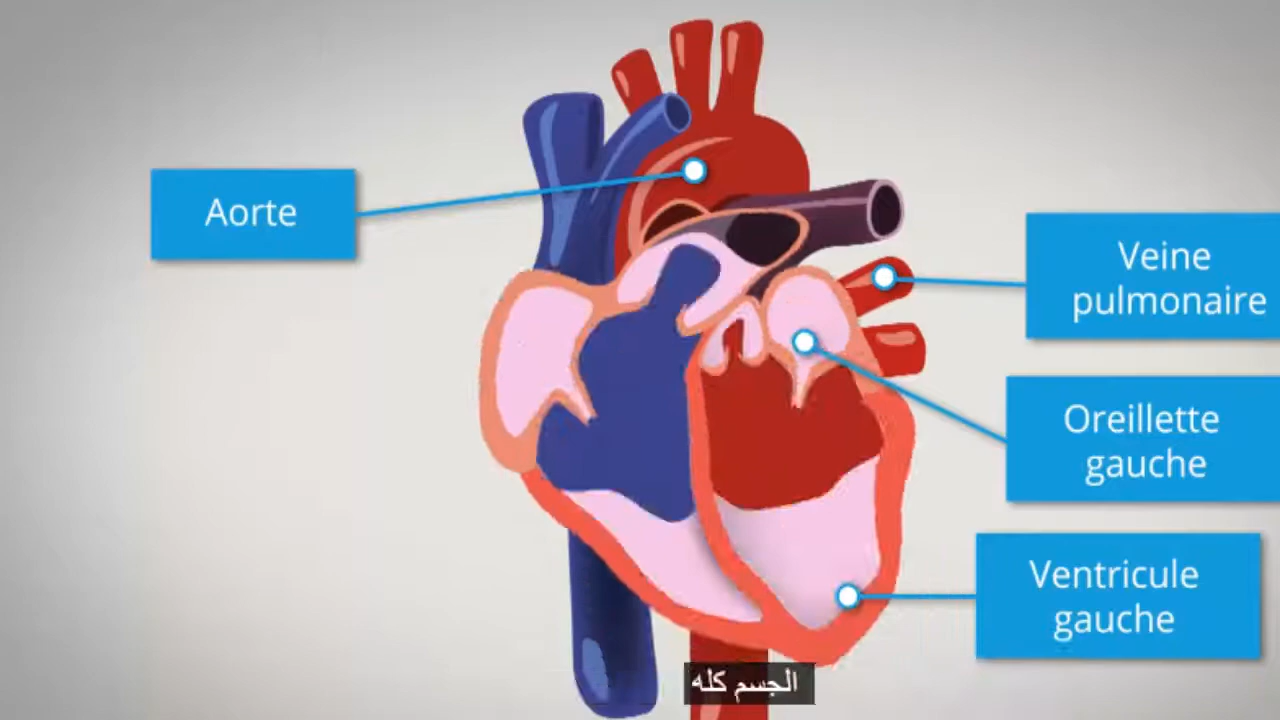 Aorte
Veine
pulmonaire
Oreillette
gauche
Ventricule
gauche
الجسم كله